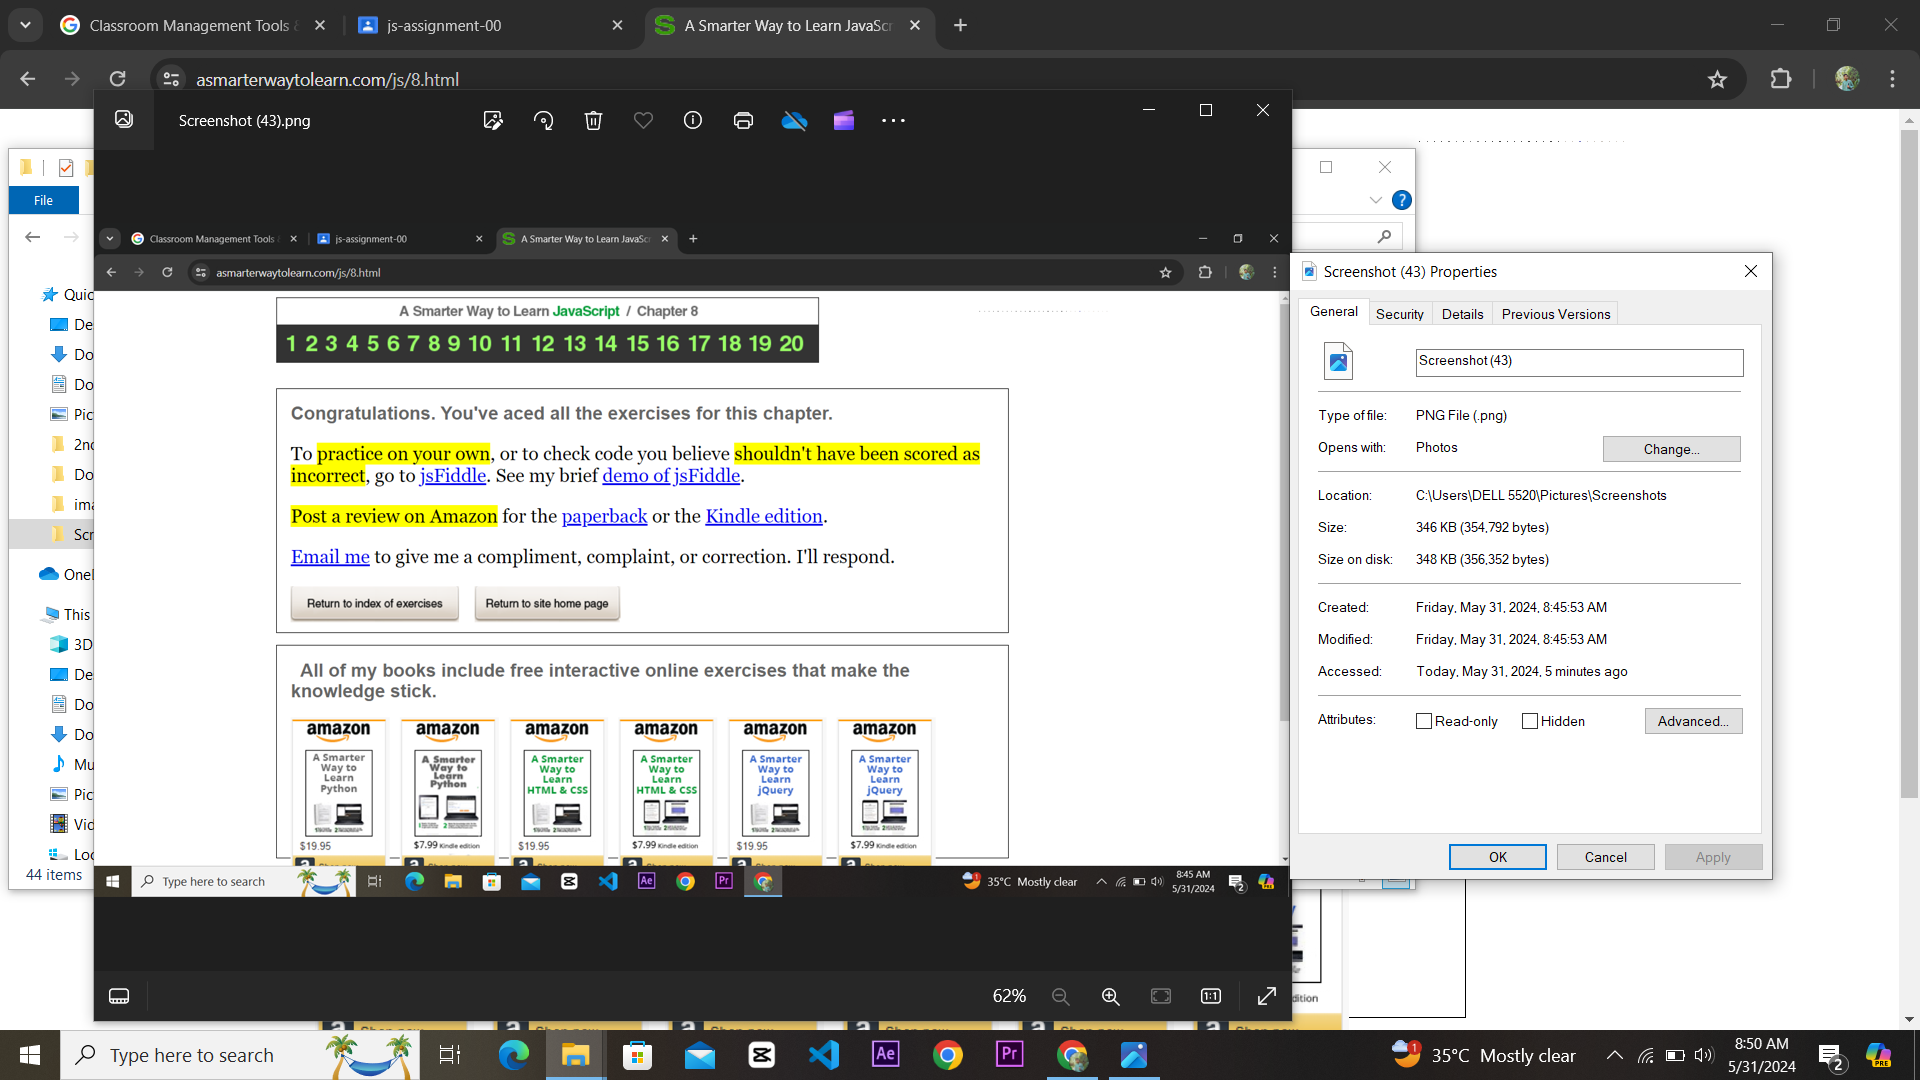 Classroom Management Tools &
js-assignment-00
A Smarter Way to Learn JavaScr
asmarterwaytolearn.com/js/8.html
Screenshot (43).png
File
Quic
De
Do
Do
Pic
2nd
Do
ima
Scr
OneD
This
3D
De
Do
Do
Mu
Pic
Vid
Loc
44 items
Classroom Management Tools &
js-assignment-00
A Smarter Way to Learn JavaScr
asmarterwaytolearn.com/js/8.html
A Smarter Way to Learn JavaScript / Chapter 8
1 2 3 4 5 6 7 8 9 10 11 12 13 14 15 16 17 18 19 20
Congratulations. You've aced all the exercises for this chapter.
To practice on your own, or to check code you believe shouldn't have been scored as
incorrect, go to jsFiddle. See my brief demo of jsFiddle.
Post a review on Amazon for the paperback or the Kindle edition.
Email me to give me a compliment, complaint, or correction. I'll respond.
Return to index of exercises Return to site home page
All of my books include free interactive online exercises that make the
knowledge stick.
amazon amazon amazon amazon amazon amazon
A Smarter Way to Learn Python
A Smarter Way to Learn Python
A Smarter Way to Learn HTML & CSS
A Smarter Way to Learn HTML & CSS
A Smarter Way to Learn jQuery
A Smarter Way to Learn jQuery
$19.95 $7.99 Kindle edition $19.95 $7.99 Kindle edition $19.95 $7.99 Kindle edition
Type here to search
Ae
Pr
35°C Mostly clear
8:45 AM
5/31/2024
2
62%
1:1
Screenshot (43) Properties
General Security Details Previous Versions
Screenshot (43)
Type of file: PNG File (.png)
Opens with: Photos Change...
Location: C:\Users\DELL 5520\Pictures\Screenshots
Size: 346 KB (354,792 bytes)
Size on disk: 348 KB (356,352 bytes)
Created: Friday, May 31, 2024, 8:45:53 AM
Modified: Friday, May 31, 2024, 8:45:53 AM
Accessed: Today, May 31, 2024, 5 minutes ago
Attributes: Read-only Hidden Advanced...
OK Cancel Apply
dition
Type here to search
Ae
Pr
1
35°C Mostly clear
8:50 AM
5/31/2024
2
PRE